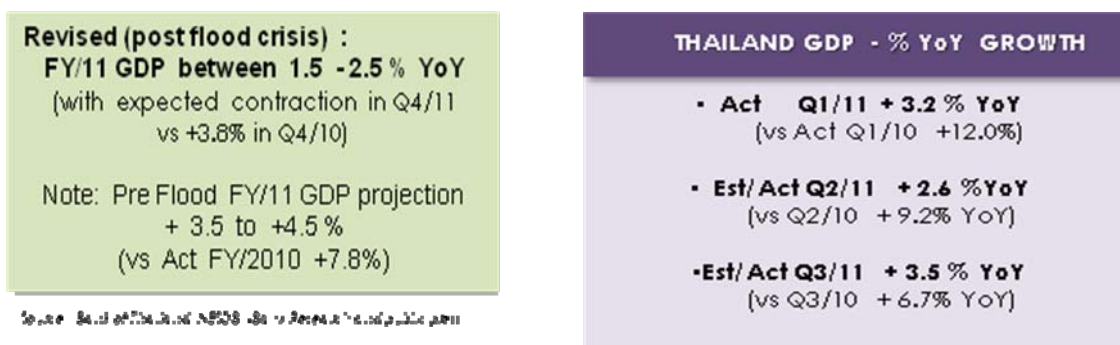 Revised (post flood crisis) :
FY/11 GDP between 1.5 -2.5 % YoY
(with expected contraction in Q4/11
vs +3.8% in Q4/10)
Note: Pre Flood FY/11 GDP projection
+ 3.5 to +4.5 %
(vs Act FY/2010 +7.8%)
THAILAND GDP - % YoY GROWTH
▪ Act Q1/11 + 3.2 % YoY
(vs Act Q1/10 +12.0%)
▪ Est/Act Q2/11 + 2.6 %YoY
(vs Q2/10 + 9.2% YoY)
▪Est/Act Q3/11 + 3.5 % YoY
(vs Q3/10 + 6.7% YoY)